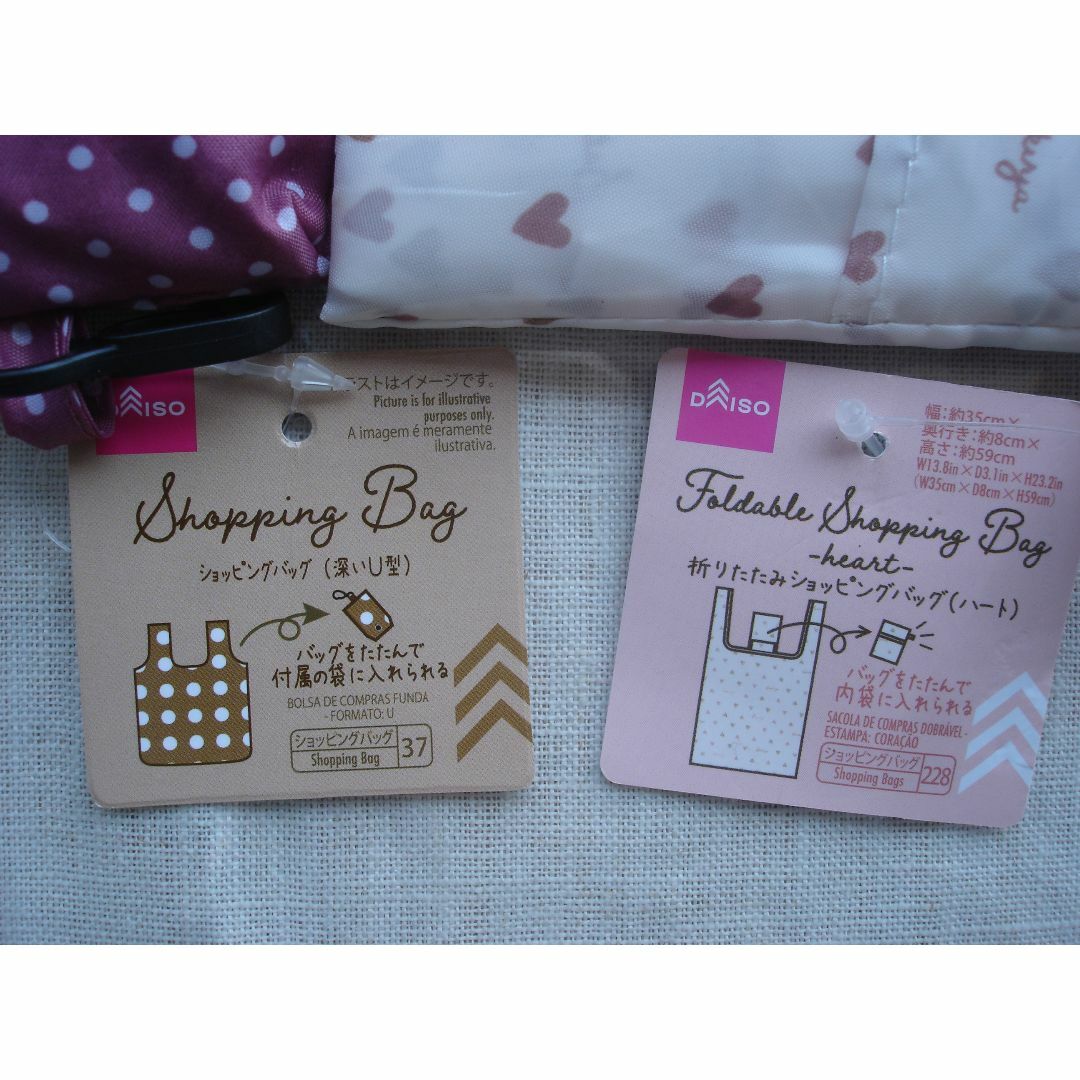 DAISO
ストはイメージです。
Picture is for illustrative
purposes only.
A imagem é meramente
ilustrativa.
Shopping Bag
ショッピングバッグ（深いU型）
バッグをたたんで
付属の袋に入れられる
BOLSA DE COMPRAS FUNDA
- FORMATO: U
ショッピングバッグ
Shopping Bag
37
DAISO
幅:約35cm×
奥行き:約8cm×
高さ:約59cm
W13.8in×D3.1in×H23.2in
(W35cm×D8cm×H59cm)
Foldable Shopping Bag
-heart-
折りたたみショッピングバッグ(ハート)
バッグをたたんで
内袋に入れられる
SACOLA DE COMPRAS DOBRÁVEL-
ESTAMPA: CORAÇÃO
ショッピングバッグ
Shopping Bags
228